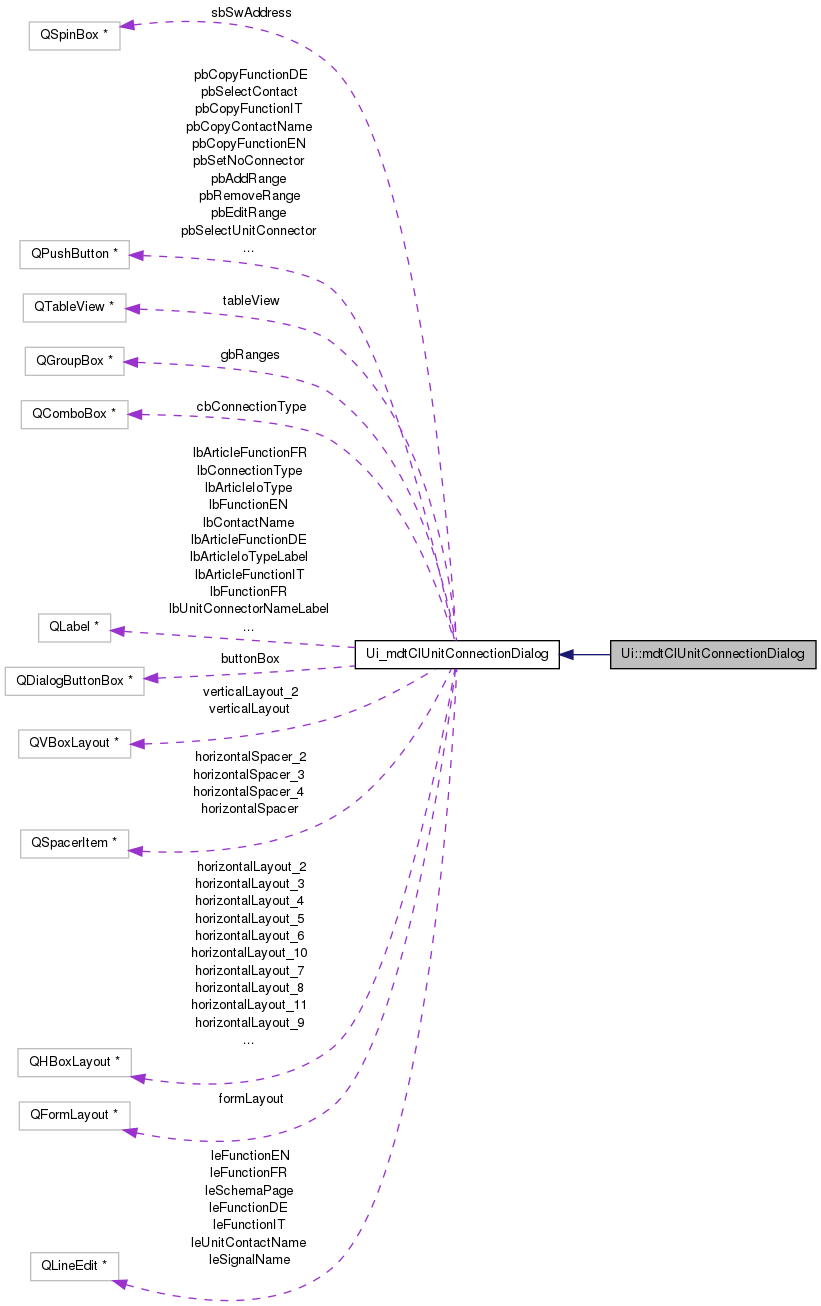 sbSwAddress
QSpinBox *
pbCopyFunctionDE
pbSelectContact
pbCopyFunctionIT
pbCopyContactName
pbCopyFunctionEN
pbSetNoConnector
pbAddRange
pbRemoveRange
pbEditRange
pbSelectUnitConnector
...
QPushButton *
tableView
QTableView *
gbRanges
QGroupBox *
cbConnectionType
QComboBox *
lbArticleFunctionFR
lbConnectionType
lbArticleIoType
lbFunctionEN
lbContactName
lbArticleFunctionDE
lbArticleIoTypeLabel
lbArticleFunctionIT
lbFunctionFR
lbUnitConnectorNameLabel
...
QLabel *
Ui_mdtClUnitConnectionDialog
Ui::mdtClUnitConnectionDialog
buttonBox
QDialogButtonBox *
verticalLayout_2
verticalLayout
QVBoxLayout *
horizontalSpacer_2
horizontalSpacer_3
horizontalSpacer_4
horizontalSpacer
QSpacerItem *
horizontalLayout_2
horizontalLayout_3
horizontalLayout_4
horizontalLayout_5
horizontalLayout_6
horizontalLayout_10
horizontalLayout_7
horizontalLayout_8
horizontalLayout_11
horizontalLayout_9
...
QHBoxLayout *
formLayout
QFormLayout *
leFunctionEN
leFunctionFR
leSchemaPage
leFunctionDE
leFunctionIT
leUnitContactName
leSignalName
QLineEdit *